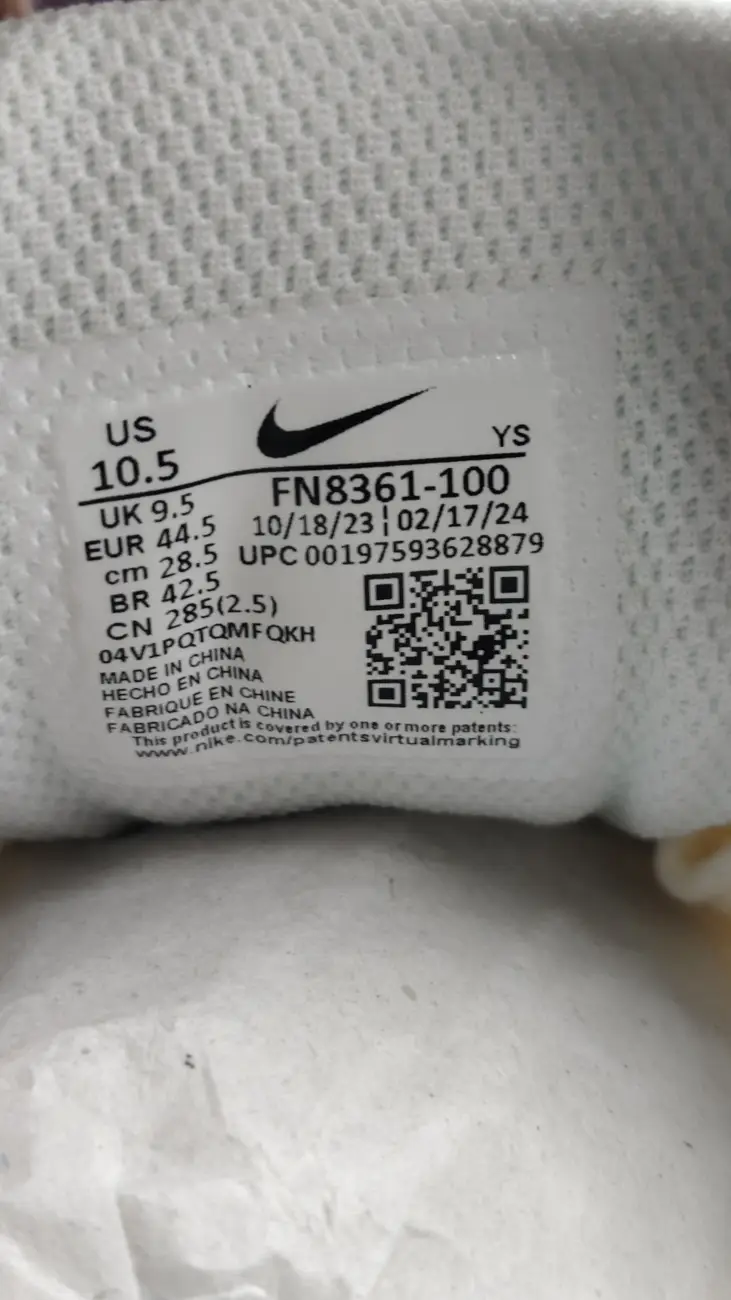 US
10.5
YS
UK 9.5
EUR 44.5
cm 28.5
BR 42.5
CN 285(2.5)
FN8361-100
10/18/23 ¦ 02/17/24
UPC 00197593628879
04V1PQTQMFQKH
MADE IN CHINA
HECHO EN CHINA
FABRIQUE EN CHINE
FABRICADO NA CHINA
This product is covered by one or more patents:
www.nike.com/patentsvirtualmarking